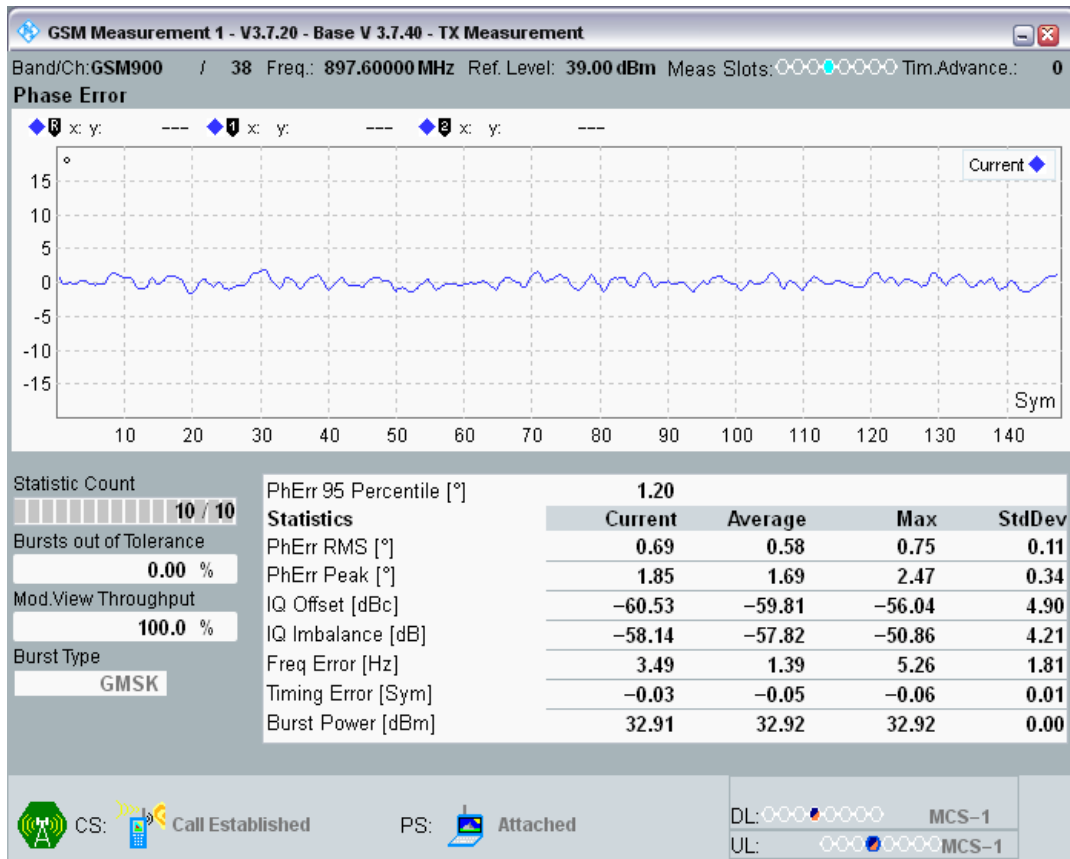 GSM Measurement 1 - V3.7.20 - Base V 3.7.40 - TX Measurement
Band/Ch:GSM900 / 38 Freq.: 897.60000 MHz Ref. Level: 39.00 dBm Meas Slots: Tim.Advance.: 0
Phase Error
R x: y: --- 1 x: y: --- 2 x: y: ---
° Current
15
10
5
0
-5
-10
-15
Sym
10 20 30 40 50 60 70 80 90 100 110 120 130 140
Statistic Count
10 / 10
Bursts out of Tolerance
0.00 %
Mod.View Throughput
100.0 %
Burst Type
GMSK
PhErr 95 Percentile [°] 1.20
Statistics Current Average Max StdDev
PhErr RMS [°] 0.69 0.58 0.75 0.11
PhErr Peak [°] 1.85 1.69 2.47 0.34
IQ Offset [dBc] −60.53 −59.81 −56.04 4.90
IQ Imbalance [dB] −58.14 −57.82 −50.86 4.21
Freq Error [Hz] 3.49 1.39 5.26 1.81
Timing Error [Sym] −0.03 −0.05 −0.06 0.01
Burst Power [dBm] 32.91 32.92 32.92 0.00
CS: Call Established PS: Attached
DL: MCS−1
UL: MCS−1